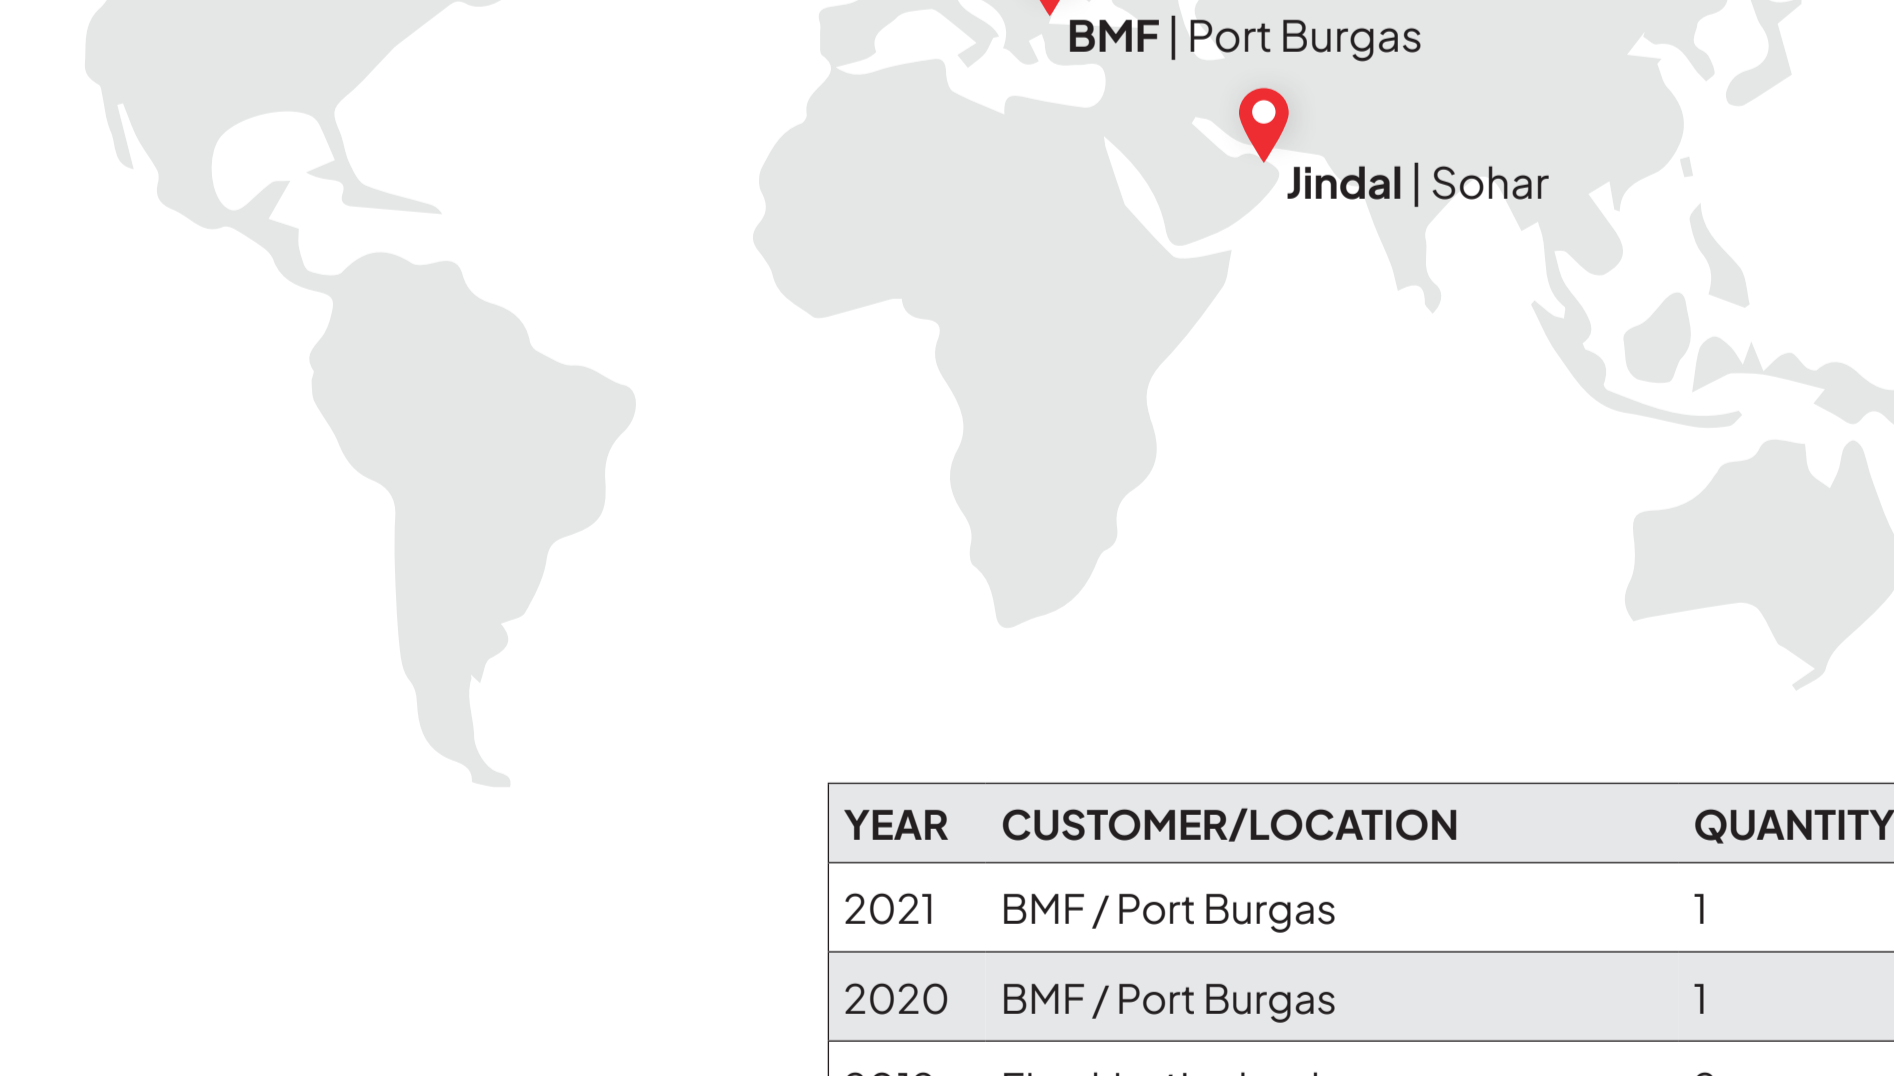 BMF | Port Burgas
Jindal | Sohar
YEAR CUSTOMER/LOCATION QUANTITY
2021 BMF / Port Burgas 1
2020 BMF / Port Burgas 1